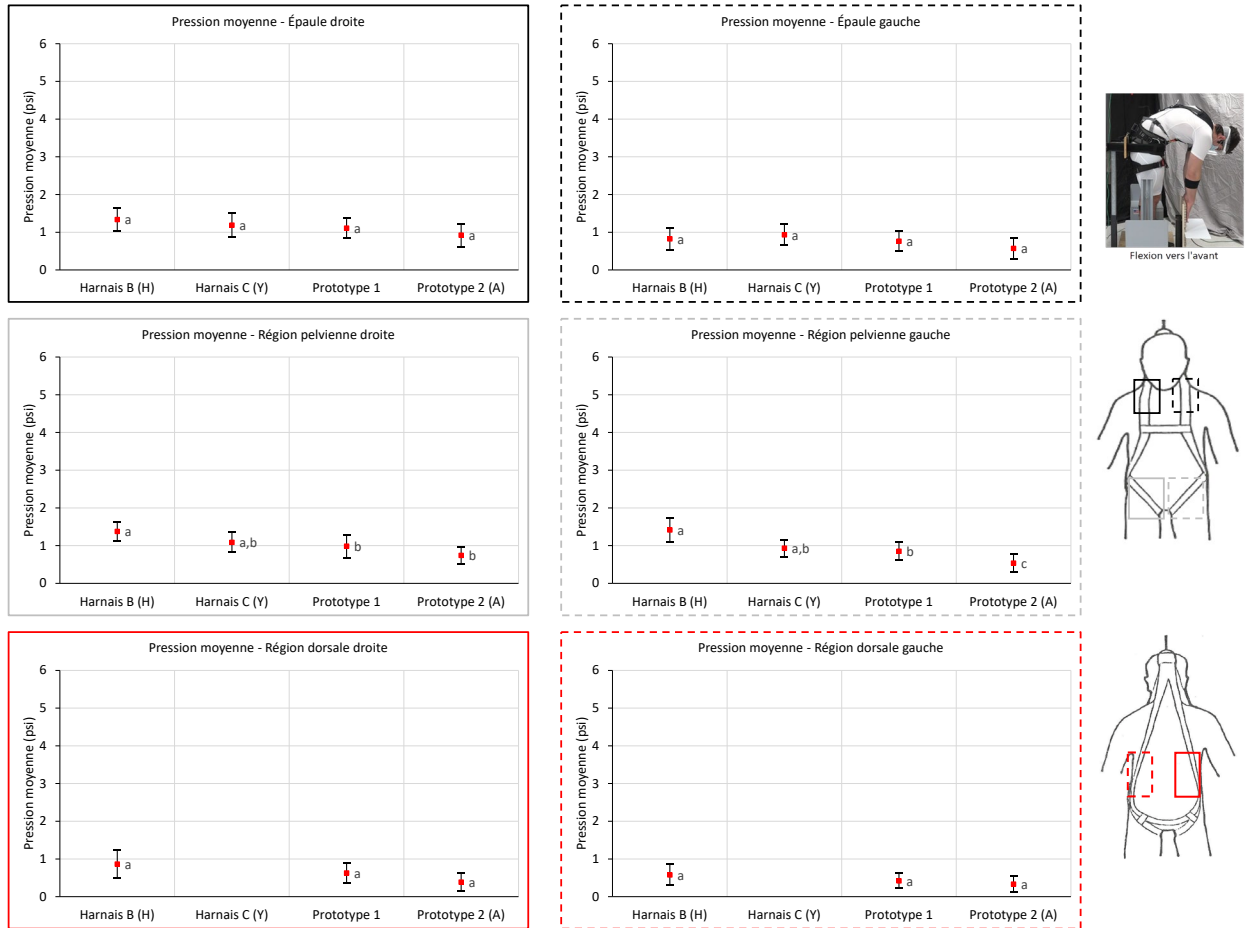 Pression moyenne - Épaule droite
Pression moyenne (psi)
6
5
4
3
2
1
0
a
a
a
a
Harnais B (H) Harnais C (Y) Prototype 1 Prototype 2 (A)
Pression moyenne - Épaule gauche
Pression moyenne (psi)
6
5
4
3
2
1
0
a
a
a
a
Harnais B (H) Harnais C (Y) Prototype 1 Prototype 2 (A)
Flexion vers l'avant
Pression moyenne - Région pelvienne droite
Pression moyenne (psi)
6
5
4
3
2
1
0
a
a,b
b
b
Harnais B (H) Harnais C (Y) Prototype 1 Prototype 2 (A)
Pression moyenne - Région pelvienne gauche
Pression moyenne (psi)
6
5
4
3
2
1
0
a
a,b
b
c
Harnais B (H) Harnais C (Y) Prototype 1 Prototype 2 (A)
Pression moyenne - Région dorsale droite
Pression moyenne (psi)
6
5
4
3
2
1
0
a
a
a
Harnais B (H) Harnais C (Y) Prototype 1 Prototype 2 (A)
Pression moyenne - Région dorsale gauche
Pression moyenne (psi)
6
5
4
3
2
1
0
a
a
a
Harnais B (H) Harnais C (Y) Prototype 1 Prototype 2 (A)